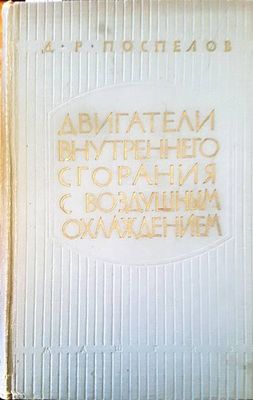 Д. Р. ПОСПЕЛОВ
ДВИГАТЕЛИ
ВНУТРЕННЕГО
СГОРАНИЯ
С ВОЗДУШНЫМ
ОХЛАЖДЕНИЕМ